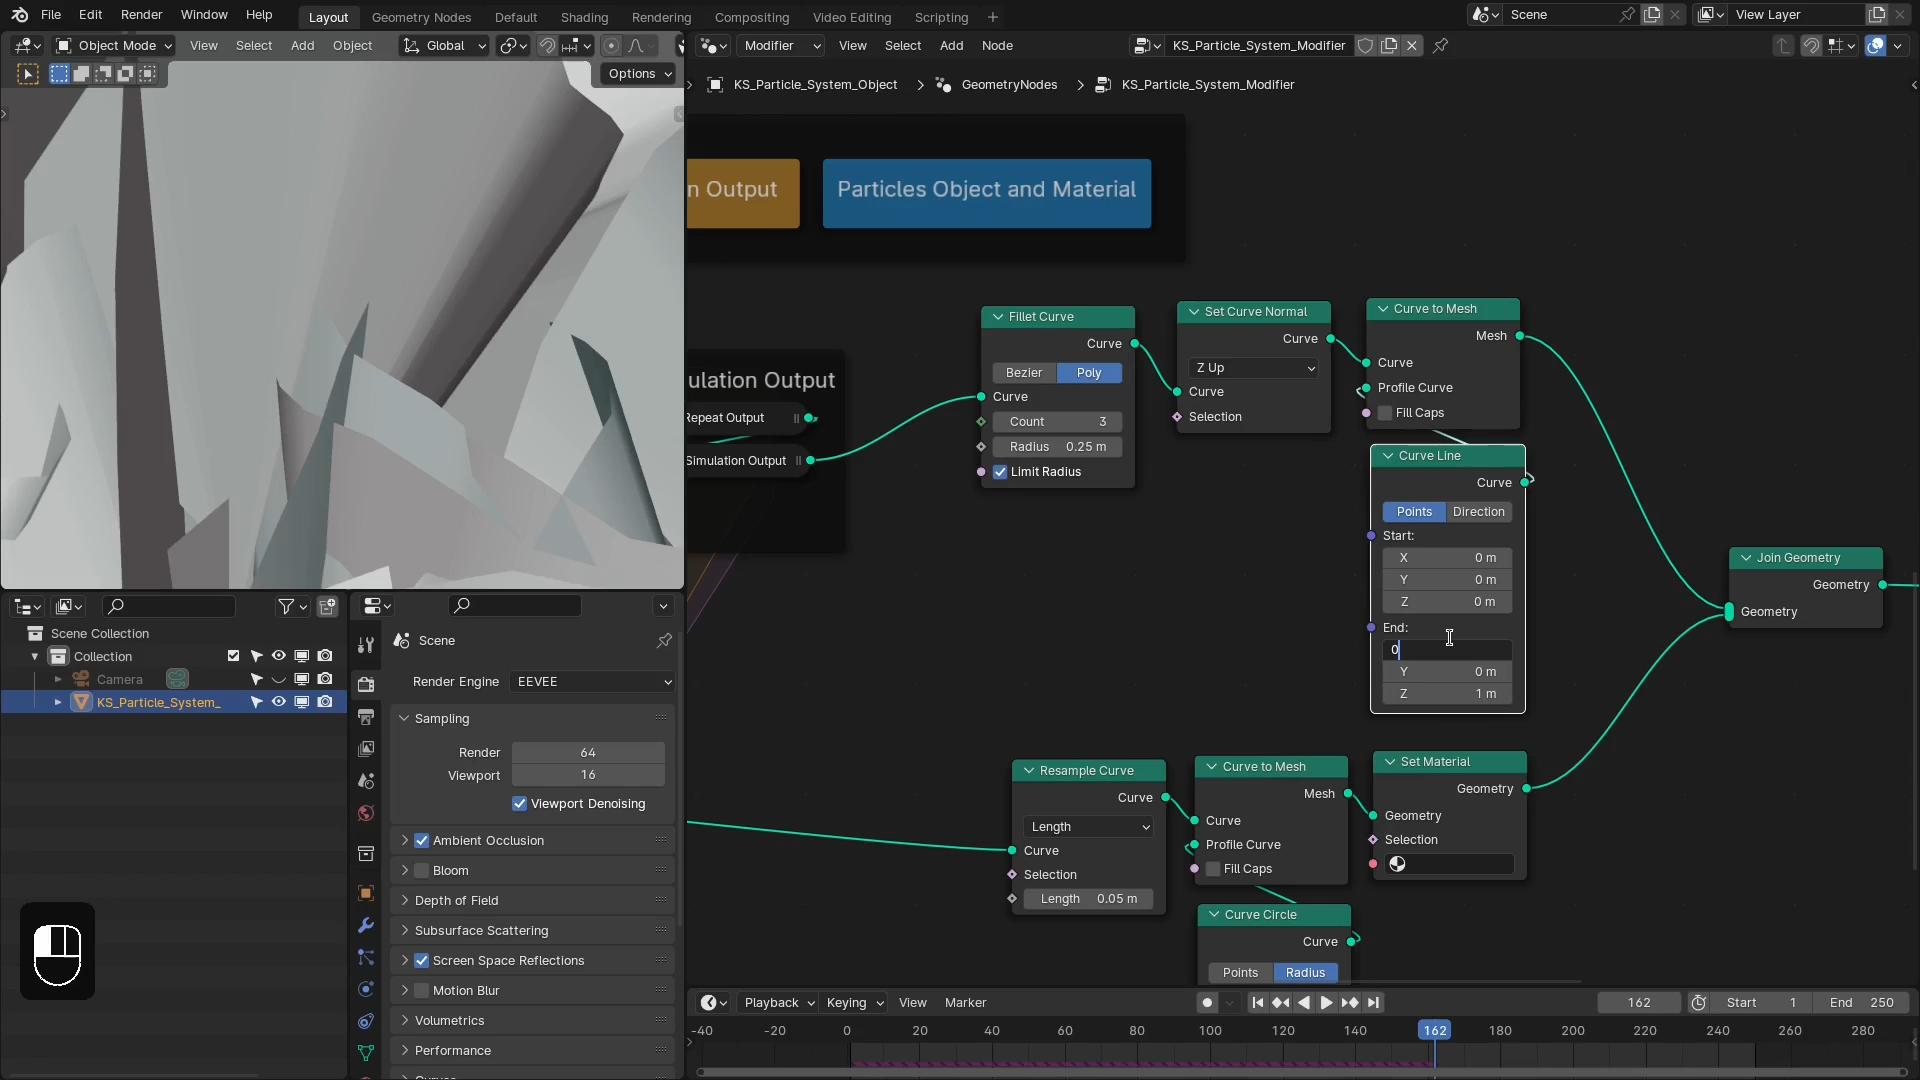 File Edit Render Window Help Layout Geometry Nodes Default Shading Rendering Compositing Video Editing Scripting + Scene View Layer
Object Mode View Select Add Object Global
Options
Modifier View Select Add Node KS_Particle_System_Modifier
KS_Particle_System_Object > GeometryNodes > KS_Particle_System_Modifier
n Output
Particles Object and Material
ulation Output
Repeat Output
Simulation Output
Fillet Curve
Curve
Bezier Poly
Curve
Count 3
Radius 0.25 m
Limit Radius
Set Curve Normal
Curve
Z Up
Curve
Selection
Curve to Mesh
Mesh
Curve
Profile Curve
Fill Caps
Curve Line
Curve
Points Direction
Start:
X 0 m
Y 0 m
Z 0 m
End:
0
Y 0 m
Z 1 m
Join Geometry
Geometry
Geometry
Resample Curve
Curve
Length
Curve
Selection
Length 0.05 m
Curve to Mesh
Mesh
Curve
Profile Curve
Fill Caps
Set Material
Geometry
Geometry
Selection
Curve Circle
Curve
Points Radius
Scene Collection
Collection
Camera
KS_Particle_System_
Scene
Render Engine EEVEE
Sampling
Render 64
Viewport 16
Viewport Denoising
Ambient Occlusion
Bloom
Depth of Field
Subsurface Scattering
Screen Space Reflections
Motion Blur
Volumetrics
Performance
Playback Keying View Marker 162 Start 1 End 250
-40 -20 0 20 40 60 80 100 120 140 162 180 200 220 240 260 280